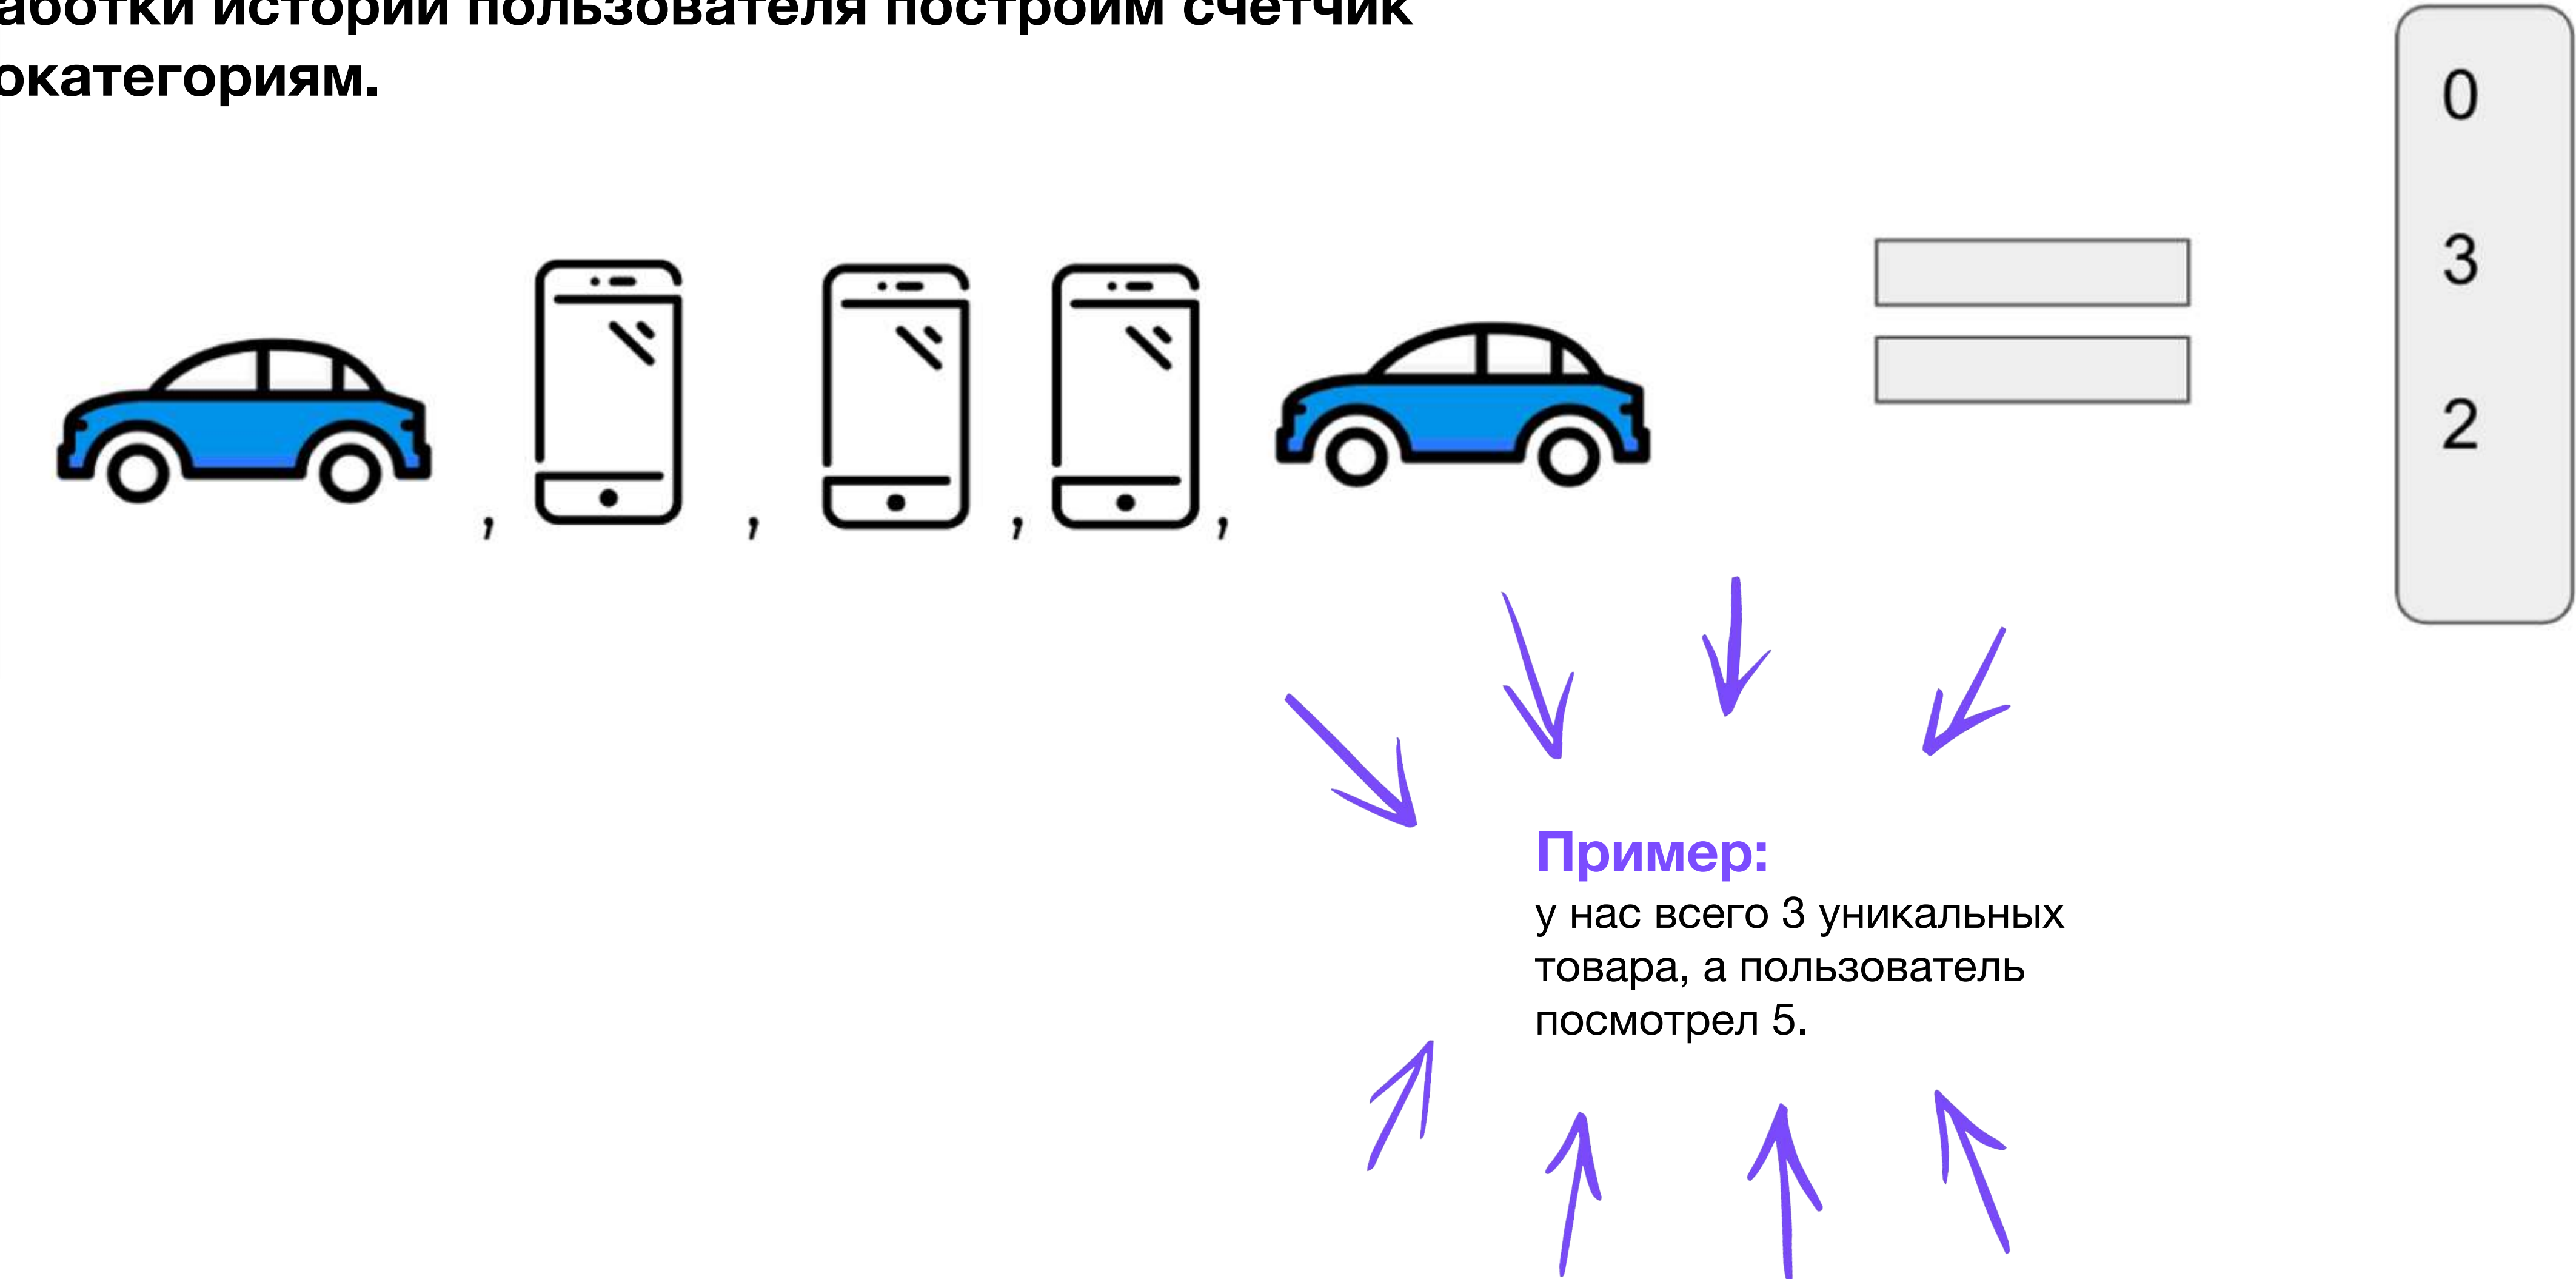 аботки истории пользователя построим счетчик
окатегориям.
0
3
2
, , , ,
Пример:
у нас всего 3 уникальных
товара, а пользователь
посмотрел 5.